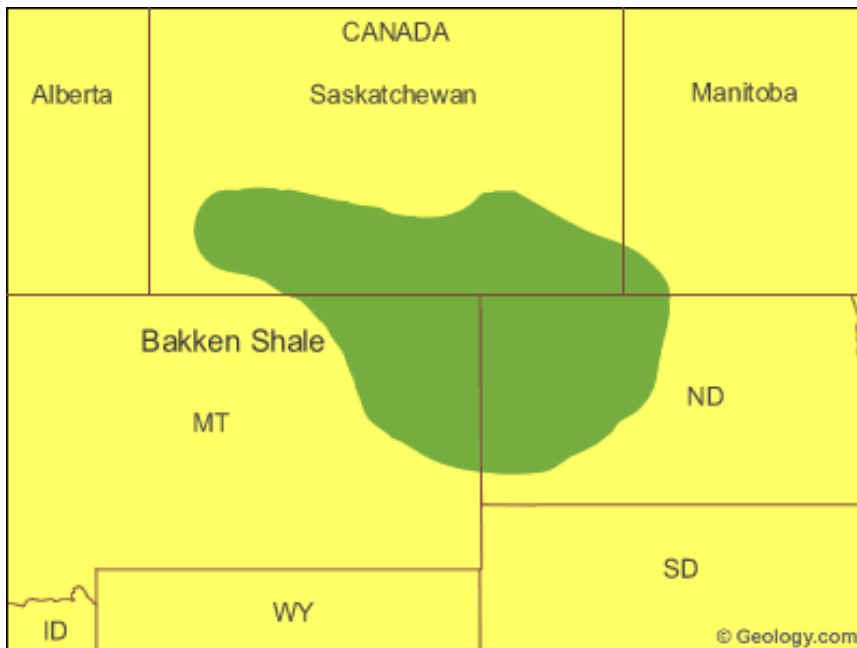 CANADA
Alberta
Saskatchewan
Manitoba
Bakken Shale
MT
ND
SD
WY
ID
© Geology.com